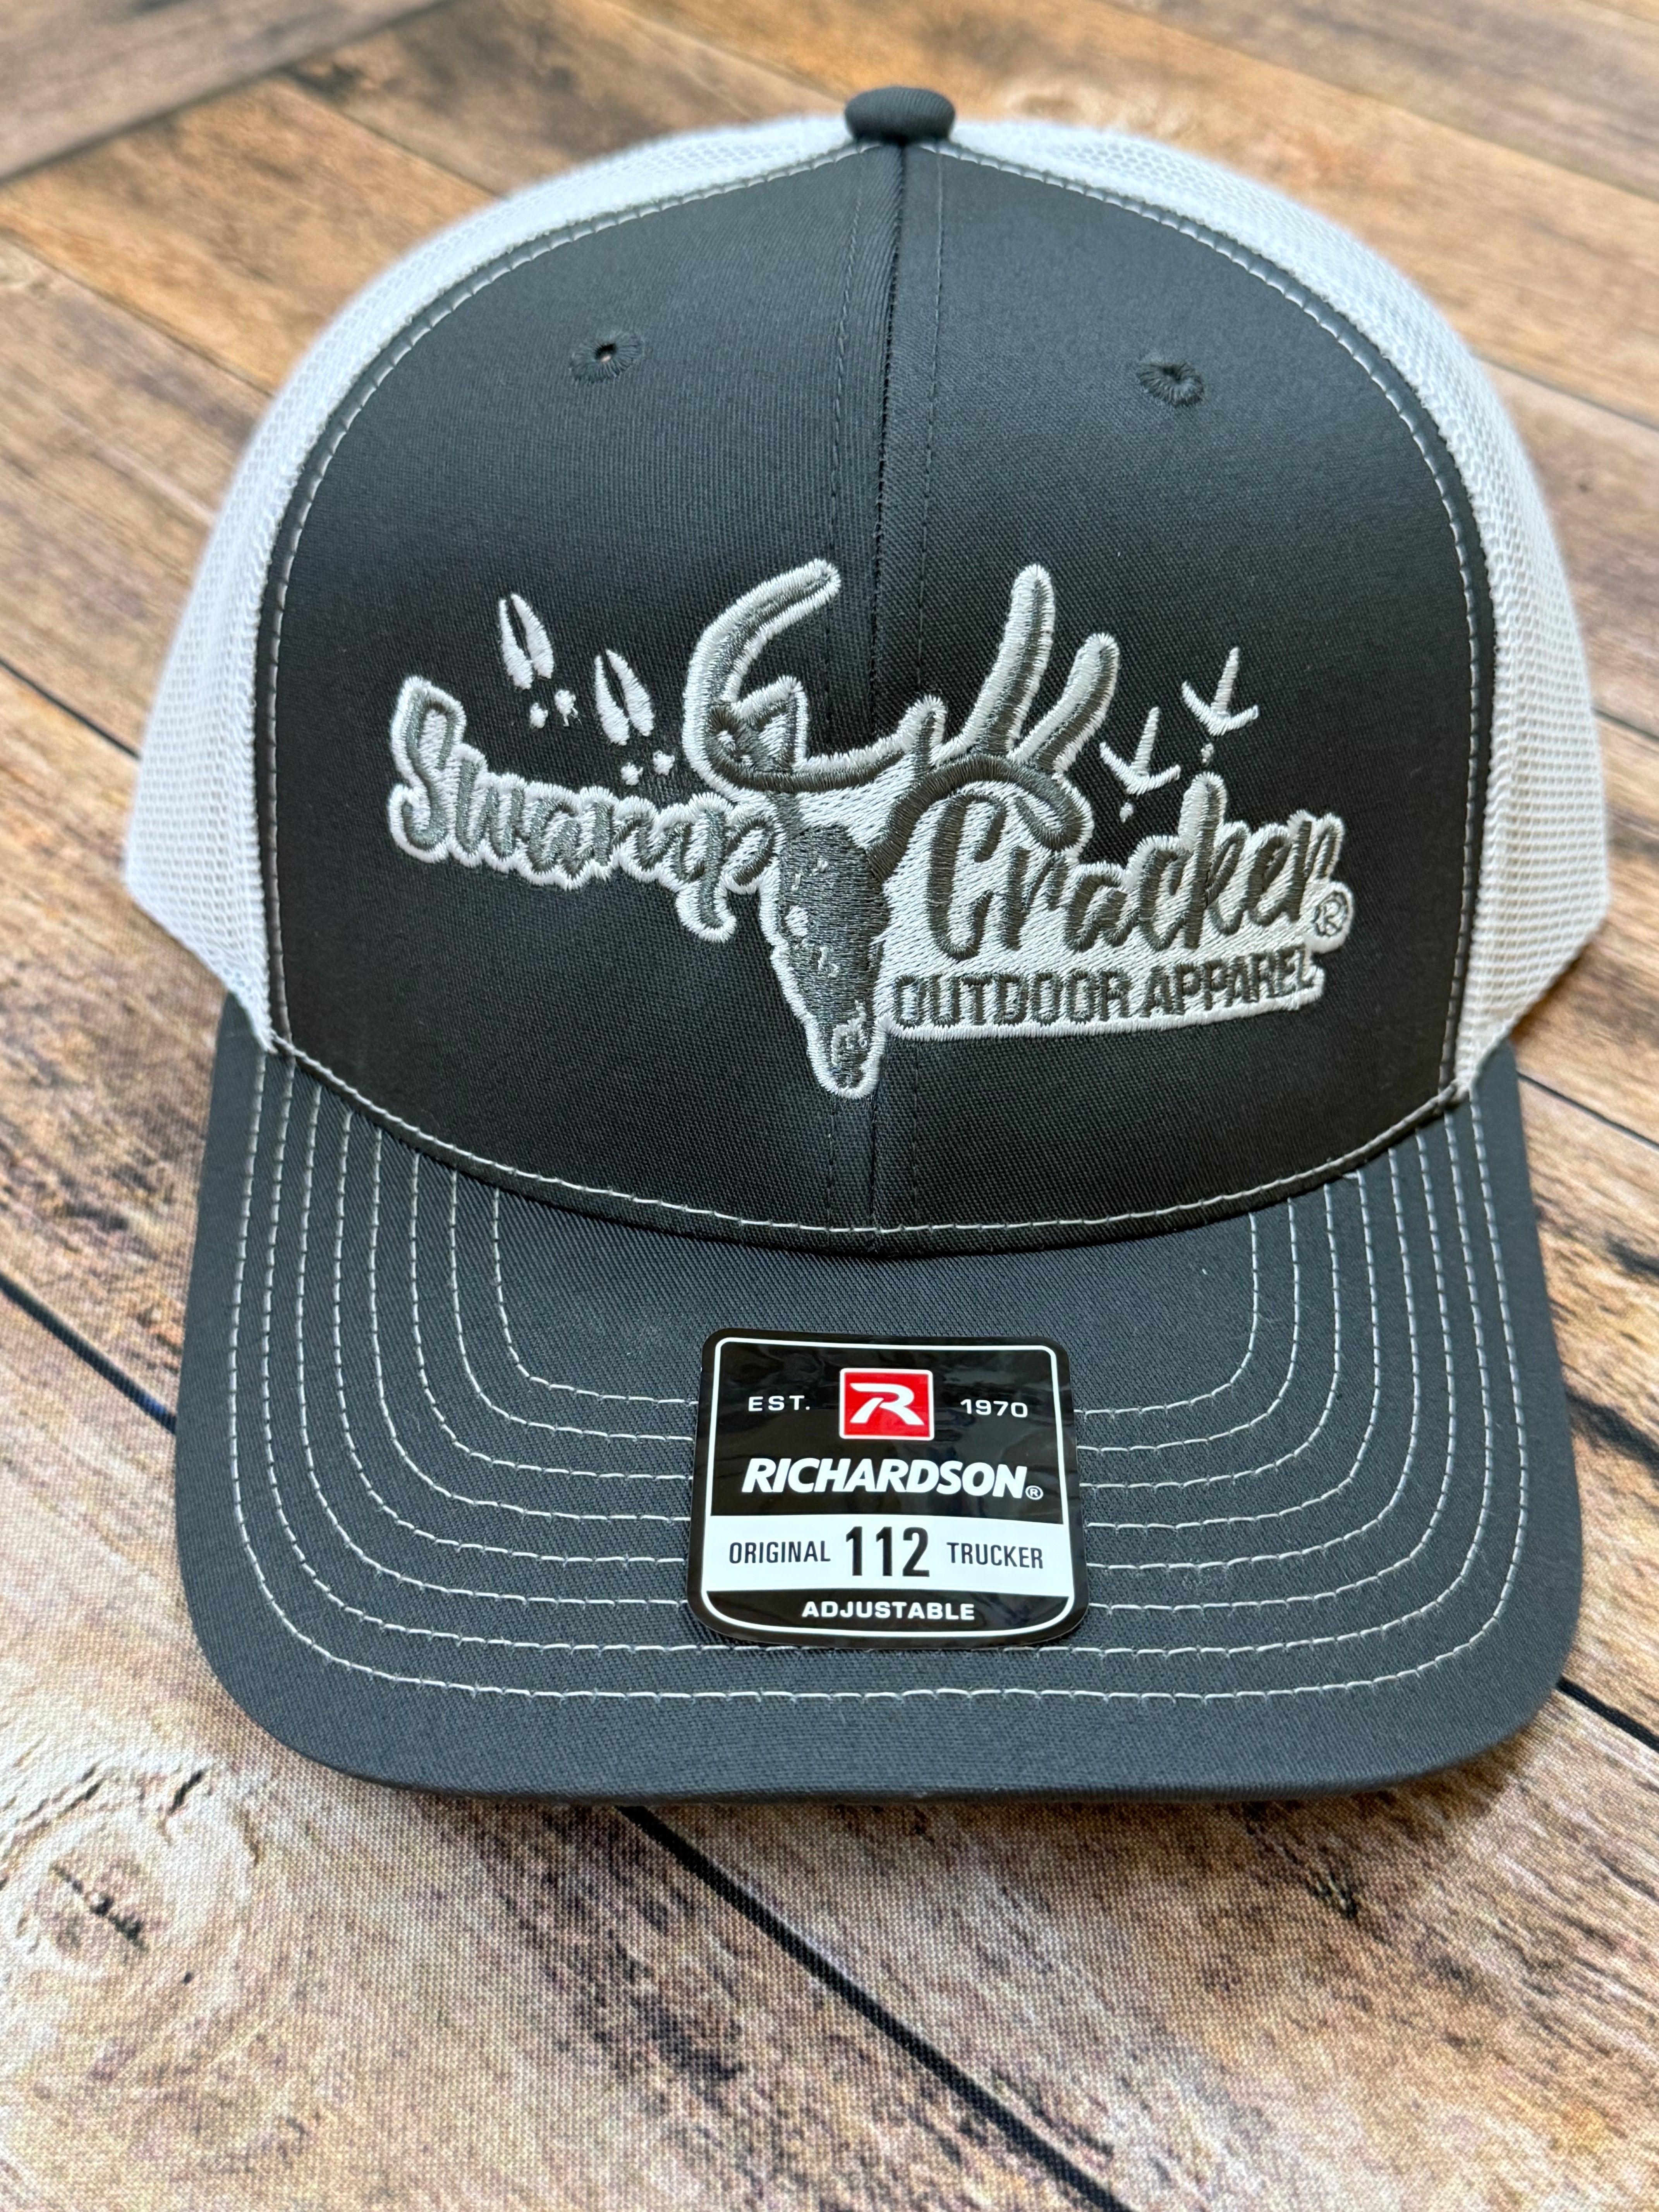 Swamp Cracker®
OUTDOOR APPAREL
EST. R 1970
RICHARDSON®
ORIGINAL 112 TRUCKER
ADJUSTABLE